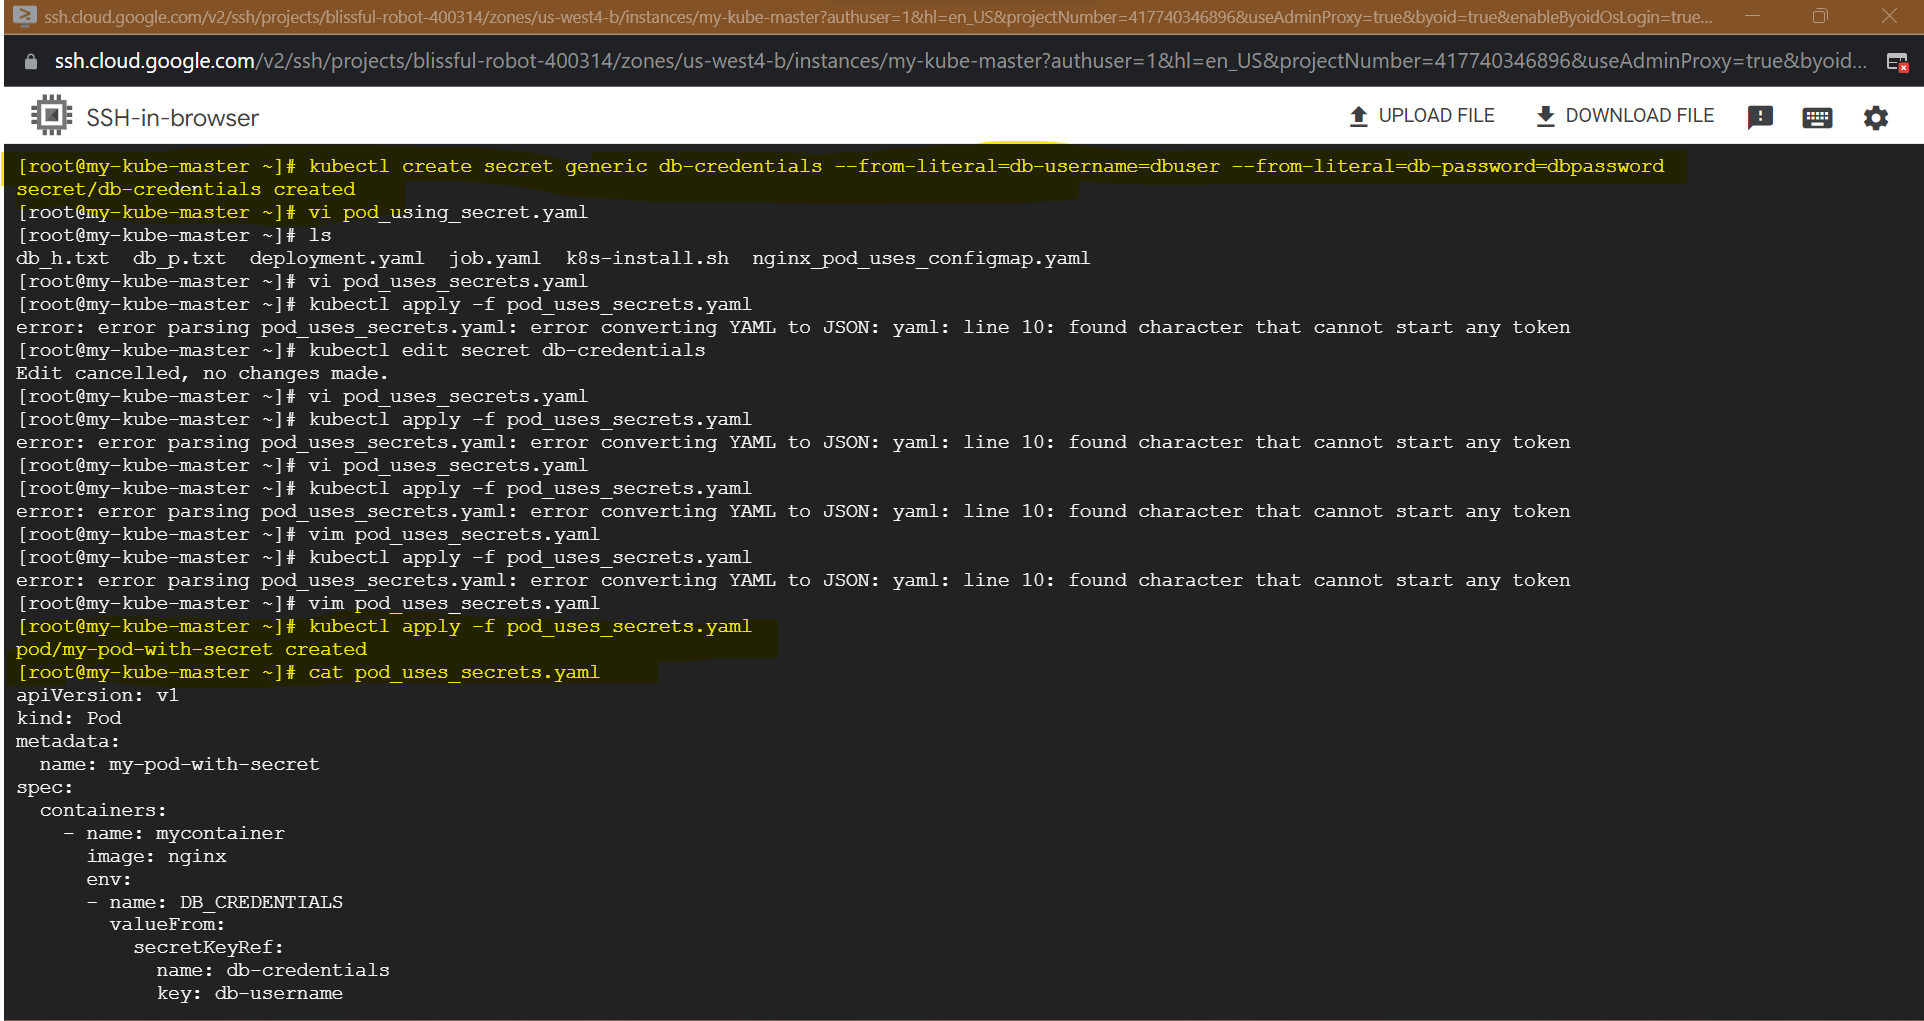 ssh.cloud.google.com/v2/ssh/projects/blissful-robot-400314/zones/us-west4-b/instances/my-kube-master?authuser=1&hl=en_US&projectNumber=417740346896&useAdminProxy=true&byoid=true&enableByoidOsLogin=true...
ssh.cloud.google.com/v2/ssh/projects/blissful-robot-400314/zones/us-west4-b/instances/my-kube-master?authuser=1&hl=en_US&projectNumber=417740346896&useAdminProxy=true&byoid...
SSH-in-browser UPLOAD FILE DOWNLOAD FILE
[root@my-kube-master ~]# kubectl create secret generic db-credentials --from-literal=db-username=dbuser --from-literal=db-password=dbpassword
secret/db-credentials created
[root@my-kube-master ~]# vi pod_using_secret.yaml
[root@my-kube-master ~]# ls
db_h.txt  db_p.txt  deployment.yaml  job.yaml  k8s-install.sh  nginx_pod_uses_configmap.yaml
[root@my-kube-master ~]# vi pod_uses_secrets.yaml
[root@my-kube-master ~]# kubectl apply -f pod_uses_secrets.yaml
error: error parsing pod_uses_secrets.yaml: error converting YAML to JSON: yaml: line 10: found character that cannot start any token
[root@my-kube-master ~]# kubectl edit secret db-credentials
Edit cancelled, no changes made.
[root@my-kube-master ~]# vi pod_uses_secrets.yaml
[root@my-kube-master ~]# kubectl apply -f pod_uses_secrets.yaml
error: error parsing pod_uses_secrets.yaml: error converting YAML to JSON: yaml: line 10: found character that cannot start any token
[root@my-kube-master ~]# vi pod_uses_secrets.yaml
[root@my-kube-master ~]# kubectl apply -f pod_uses_secrets.yaml
error: error parsing pod_uses_secrets.yaml: error converting YAML to JSON: yaml: line 10: found character that cannot start any token
[root@my-kube-master ~]# vim pod_uses_secrets.yaml
[root@my-kube-master ~]# kubectl apply -f pod_uses_secrets.yaml
error: error parsing pod_uses_secrets.yaml: error converting YAML to JSON: yaml: line 10: found character that cannot start any token
[root@my-kube-master ~]# vim pod_uses_secrets.yaml
[root@my-kube-master ~]# kubectl apply -f pod_uses_secrets.yaml
pod/my-pod-with-secret created
[root@my-kube-master ~]# cat pod_uses_secrets.yaml
apiVersion: v1
kind: Pod
metadata:
  name: my-pod-with-secret
spec:
  containers:
    - name: mycontainer
      image: nginx
      env:
      - name: DB_CREDENTIALS
        valueFrom:
          secretKeyRef:
            name: db-credentials
            key: db-username